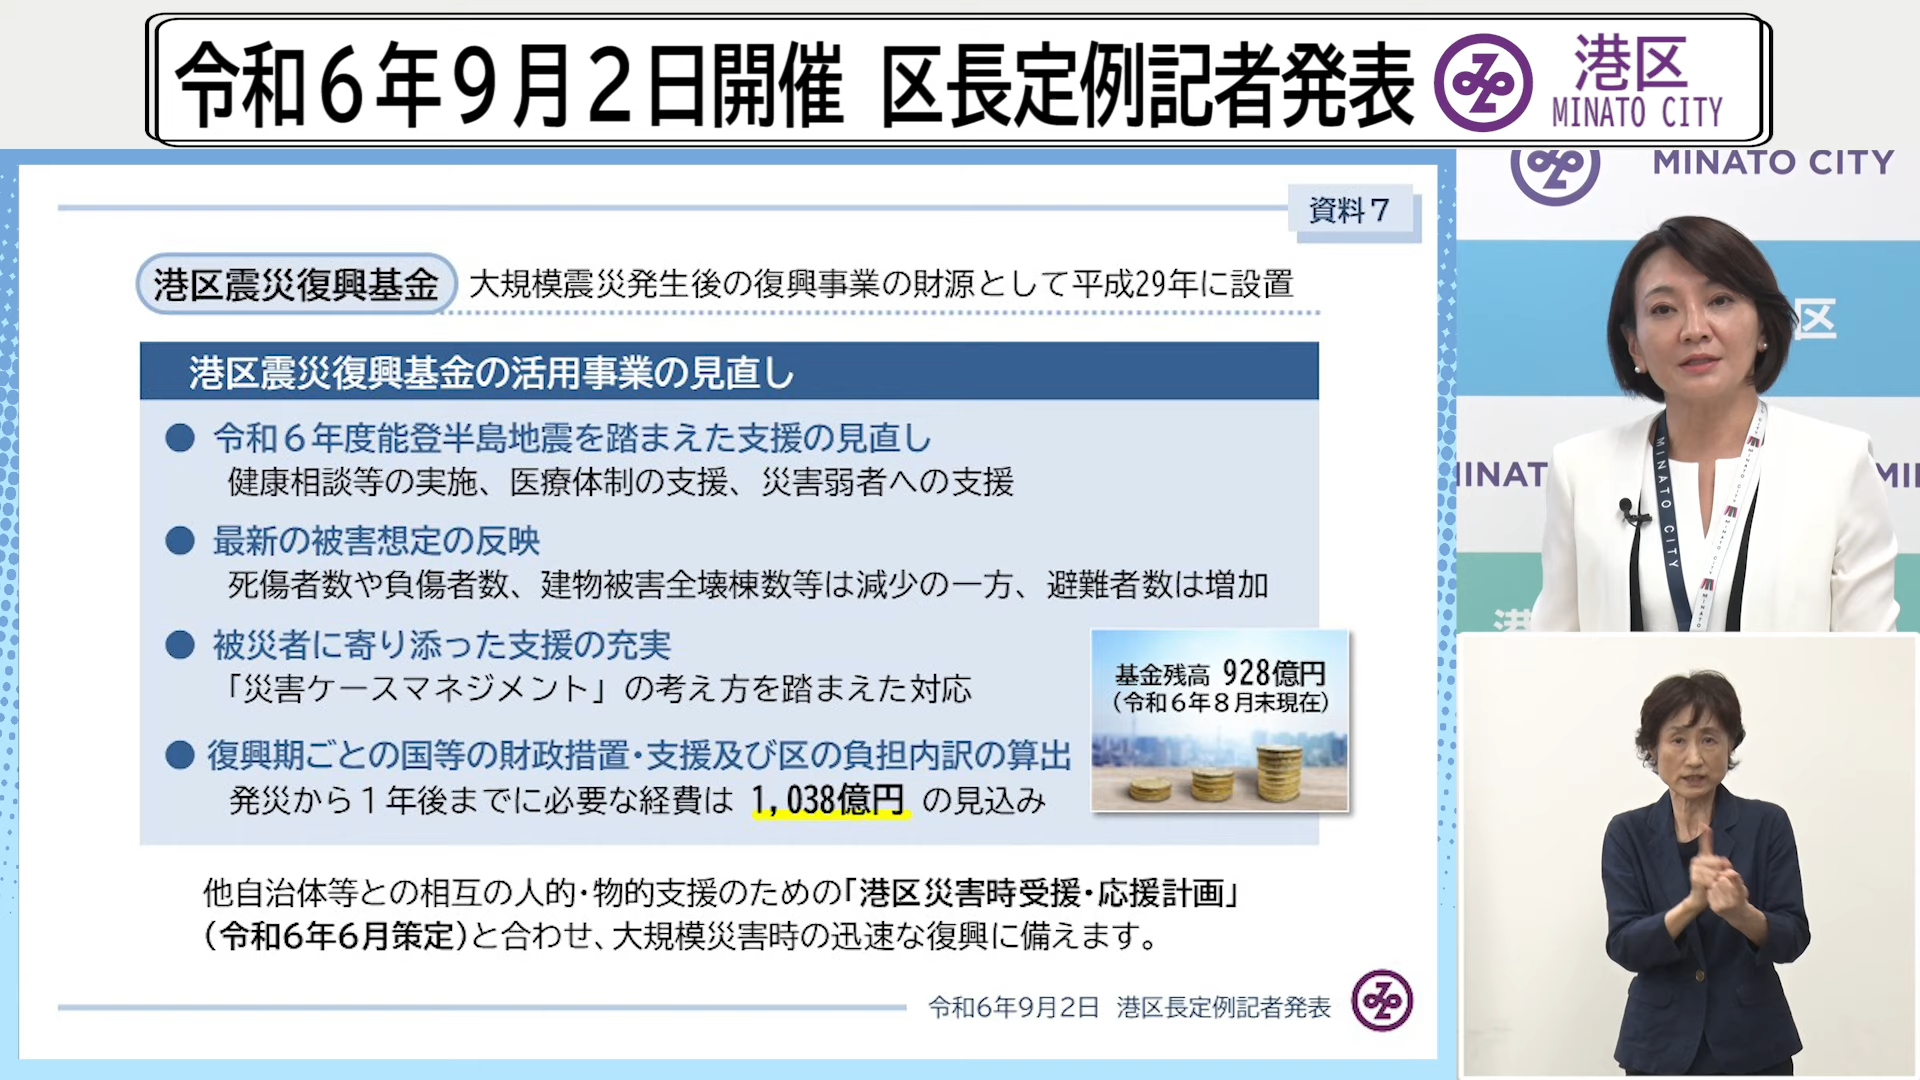 令和６年９月２日開催 区長定例記者発表
港区
MINATO CITY
MINATO CITY
資料７
港区震災復興基金
大規模震災発生後の復興事業の財源として平成29年に設置
港区震災復興基金の活用事業の見直し
● 令和６年度能登半島地震を踏まえた支援の見直し
健康相談等の実施、医療体制の支援、災害弱者への支援
● 最新の被害想定の反映
死傷者数や負傷者数、建物被害全壊棟数等は減少の一方、避難者数は増加
● 被災者に寄り添った支援の充実
「災害ケースマネジメント」の考え方を踏まえた対応
基金残高 928億円
（令和６年８月末現在）
● 復興期ごとの国等の財政措置・支援及び区の負担内訳の算出
発災から１年後までに必要な経費は 1,038億円 の見込み
他自治体等との相互の人的・物的支援のための「港区災害時受援・応援計画」
（令和6年6月策定）と合わせ、大規模災害時の迅速な復興に備えます。
令和6年9月2日 港区長定例記者発表
区
INAT
MI
MINATO CITY
港